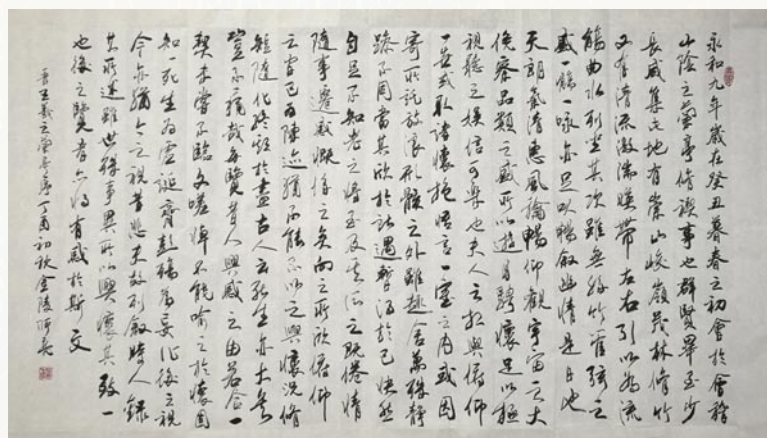 永和九年歲在癸丑暮春之初會於會稽
山陰之蘭亭脩禊事也群賢畢至少
長咸集此地有崇山峻嶺茂林脩竹
又有清流激湍暎帶左右引以為流
觴曲水列坐其次雖無絲竹管弦之
盛一觴一詠亦足以暢敘幽情是日也
天朗氣清惠風和暢仰觀宇宙之大
俯察品類之盛所以遊目騁懷足以極
視聽之娛信可樂也夫人之相與俯仰
一世或取諸懷抱悟言一室之內或因
寄所託放浪形骸之外雖趣舍萬殊靜
躁不同當其欣於所遇暫得於己快然
自足不知老之將至及其所之既倦情
隨事遷感慨係之矣向之所欣俯仰
之間已為陳迹猶不能不以之興懷況脩
短隨化終期於盡古人云死生亦大矣
豈不痛哉每覽昔人興感之由若合一
契未嘗不臨文嗟悼不能喻之於懷固
知一死生為虛誕齊彭殤為妄作後之視
今亦猶今之視昔悲夫故列敘時人錄
其所述雖世殊事異所以興懷其致一
也後之覽者亦將有感於斯文
晉王羲之蘭亭序丁酉初秋金陵